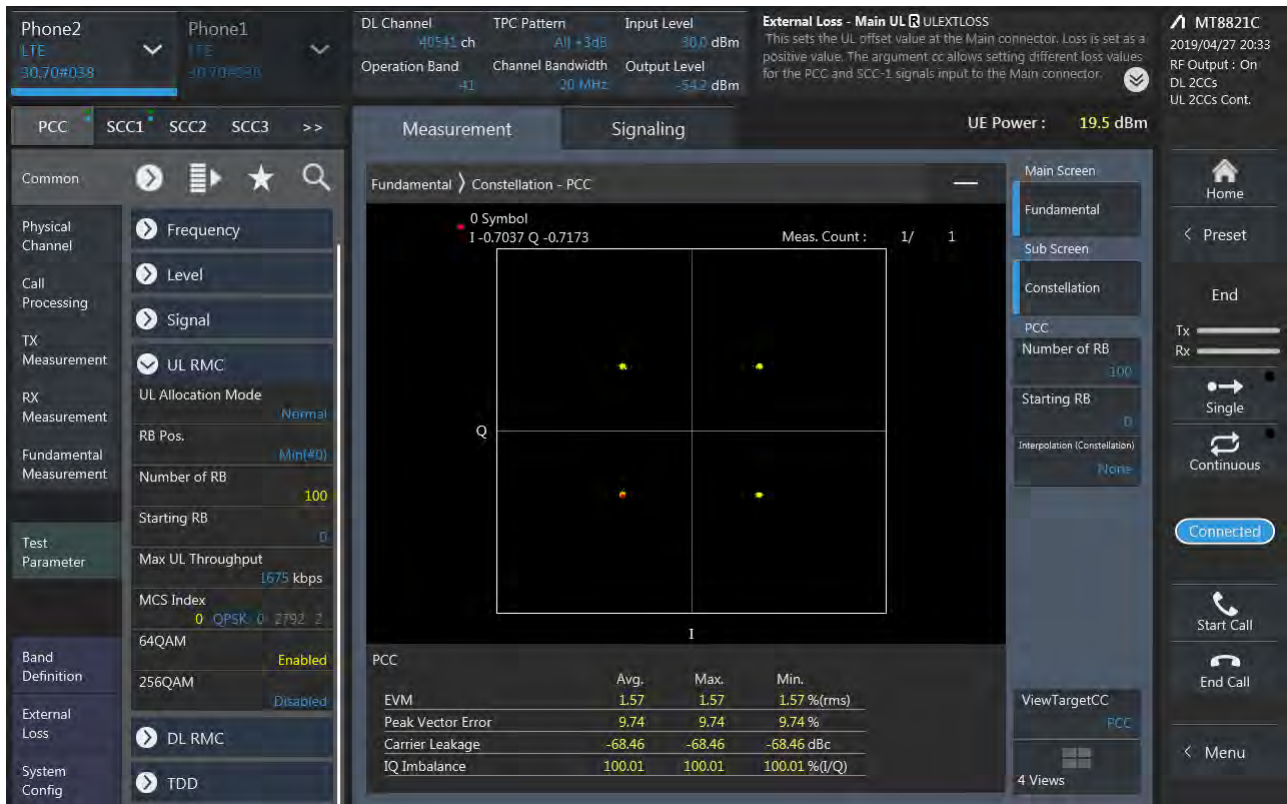 Phone2
LTE
30.70#038
Phone1
LTE
30.70#038
DL Channel
40541 ch
Operation Band
41
TPC Pattern
All +3dB
Channel Bandwidth
20 MHz
Input Level
30.0 dBm
Output Level
-54.2 dBm
External Loss - Main UL R ULEXTLOSS
This sets the UL offset value at the Main connector. Loss is set as a
positive value. The argument cc allows setting different loss values
for the PCC and SCC-1 signals input to the Main connector.
MT8821C
2019/04/27 20:33
RF Output : On
DL 2CCs
UL 2CCs Cont.
PCC SCC1 SCC2 SCC3 >>
Measurement
Signaling
UE Power : 19.5 dBm
Common
Physical
Channel
Call
Processing
TX
Measurement
RX
Measurement
Fundamental
Measurement
Test
Parameter
Band
Definition
External
Loss
System
Config
Frequency
Level
Signal
UL RMC
UL Allocation Mode
Normal
RB Pos.
Min(#0)
Number of RB
100
Starting RB
0
Max UL Throughput
1675 kbps
MCS Index
0 QPSK 0 2792 2
64QAM
Enabled
256QAM
Disabled
DL RMC
TDD
Fundamental > Constellation - PCC
0 Symbol
I -0.7037 Q -0.7173
Meas. Count : 1/ 1
Q
I
PCC
Avg. Max. Min.
EVM 1.57 1.57 1.57 %(rms)
Peak Vector Error 9.74 9.74 9.74 %
Carrier Leakage -68.46 -68.46 -68.46 dBc
IQ Imbalance 100.01 100.01 100.01 %(I/Q)
Main Screen
Fundamental
Sub Screen
Constellation
PCC
Number of RB
100
Starting RB
0
Interpolation (Constellation)
None
ViewTargetCC
PCC
4 Views
Home
< Preset
End
Tx
Rx
Single
Continuous
Connected
Start Call
End Call
< Menu